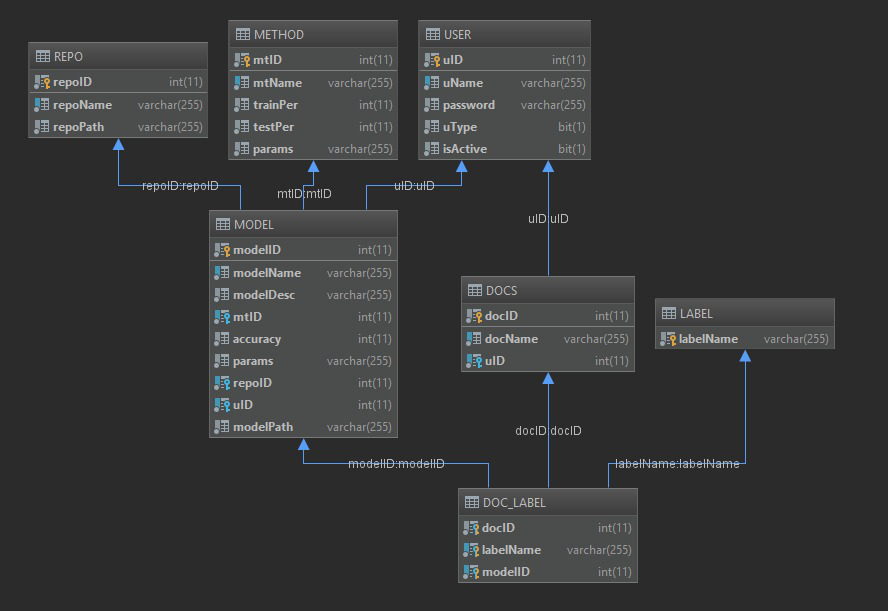 REPO
repoID int(11)
repoName varchar(255)
repoPath varchar(255)
METHOD
mtID int(11)
mtName varchar(255)
trainPer int(11)
testPer int(11)
params varchar(255)
USER
uID int(11)
uName varchar(255)
password varchar(255)
uType bit(1)
isActive bit(1)
repoID:repoID
mtID:mtID
uID:uID
uID:uID
MODEL
modelID int(11)
modelName varchar(255)
modelDesc varchar(255)
mtID int(11)
accuracy int(11)
params varchar(255)
repoID int(11)
uID int(11)
modelPath varchar(255)
DOCS
docID int(11)
docName varchar(255)
uID int(11)
LABEL
labelName varchar(255)
docID:docID
modelID:modelID
labelName:labelName
DOC_LABEL
docID int(11)
labelName varchar(255)
modelID int(11)